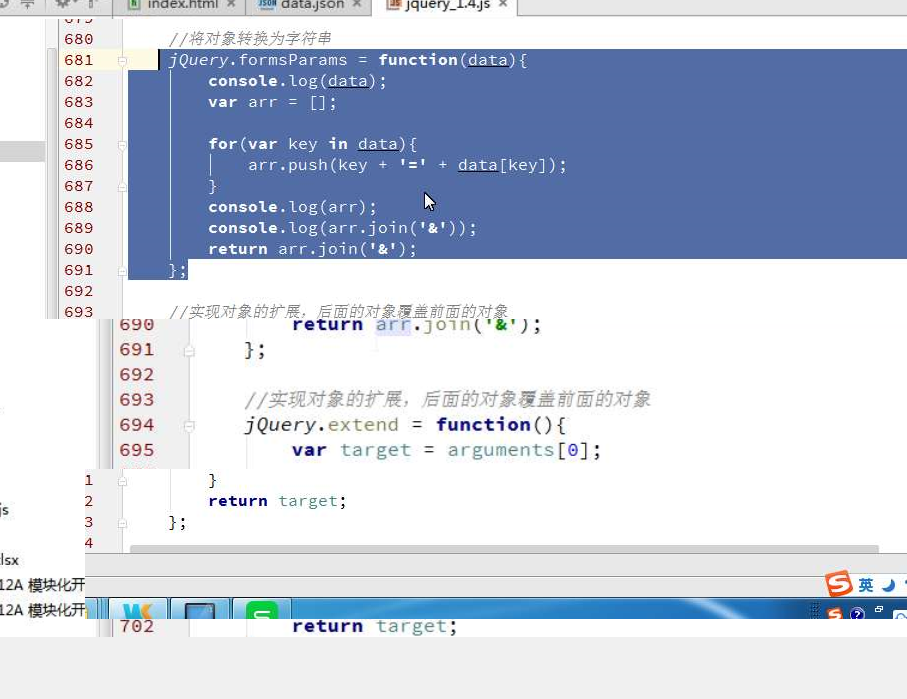 index.html
data.json
jquery_1.4.js
680 //将对象转换为字符串
681 jQuery.formsParams = function(data){
682 console.log(data);
683 var arr = [];
684
685 for(var key in data){
686 arr.push(key + '=' + data[key]);
687 }
688 console.log(arr);
689 console.log(arr.join('&'));
690 return arr.join('&');
691 };
692
693 //实现对象的扩展，后面的对象覆盖前面的对象
690 return arr.join('&');
691 };
692
693 //实现对象的扩展，后面的对象覆盖前面的对象
694 jQuery.extend = function(){
695 var target = arguments[0];
1 }
2 return target;
js
3 };
4
lsx
12A 模块化开
英
12A 模块化开
702 return target;